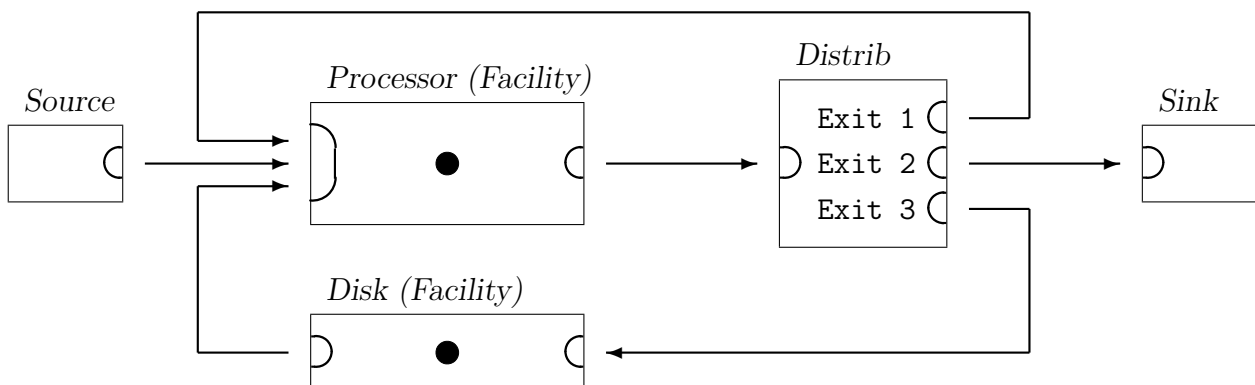 Source
Processor (Facility)
Distrib
Sink
Exit 1
Exit 2
Exit 3
Disk (Facility)